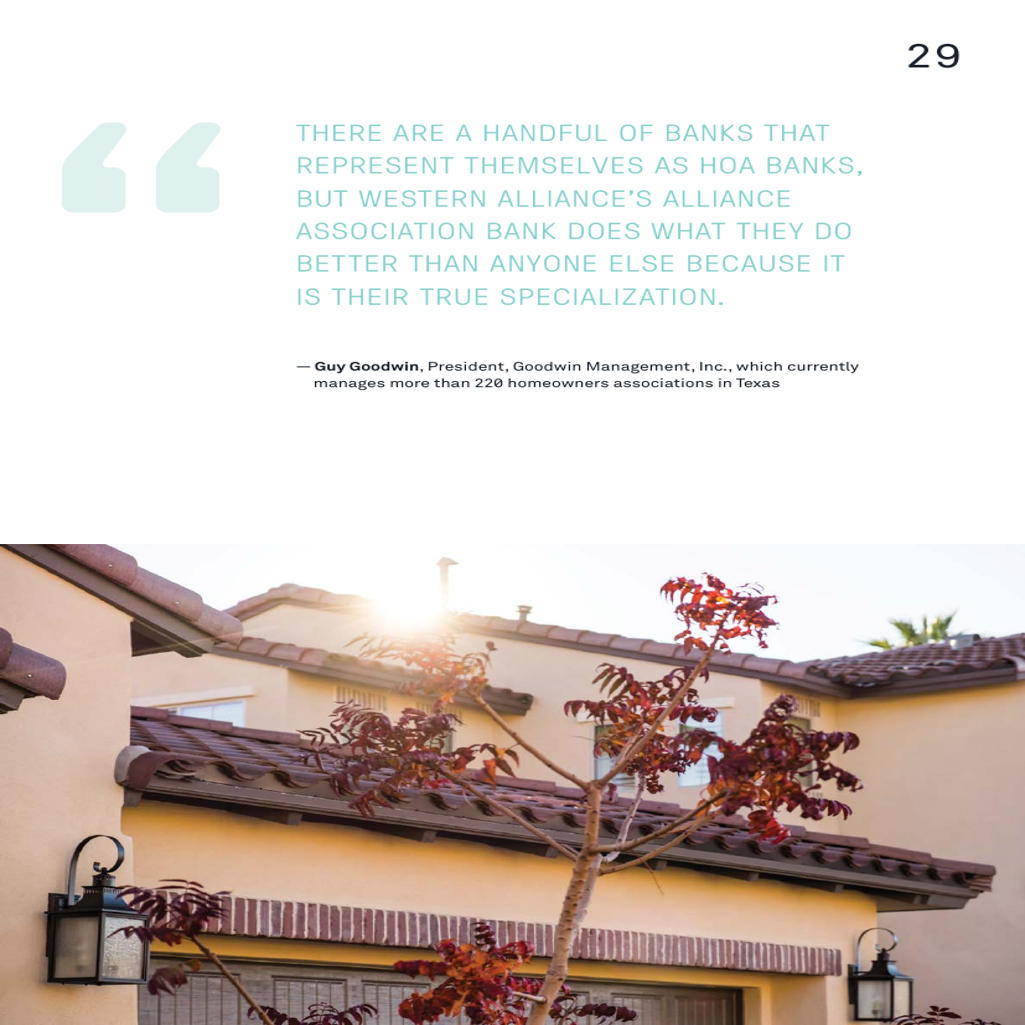 29
“
THERE ARE A HANDFUL OF BANKS THAT
REPRESENT THEMSELVES AS HOA BANKS,
BUT WESTERN ALLIANCE’S ALLIANCE
ASSOCIATION BANK DOES WHAT THEY DO
BETTER THAN ANYONE ELSE BECAUSE IT
IS THEIR TRUE SPECIALIZATION.
— Guy Goodwin, President, Goodwin Management, Inc., which currently
manages more than 220 homeowners associations in Texas